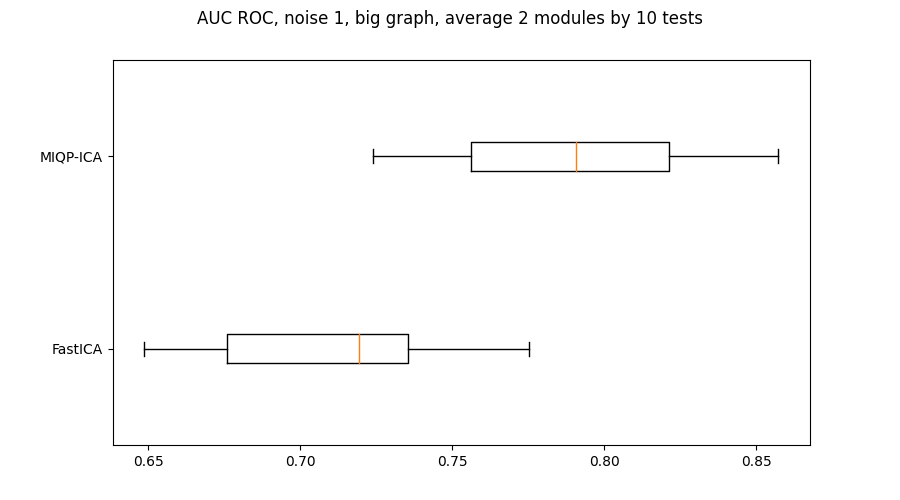 AUC ROC, noise 1, big graph, average 2 modules by 10 tests
MIQP-ICA
FastICA
0.65 0.70 0.75 0.80 0.85